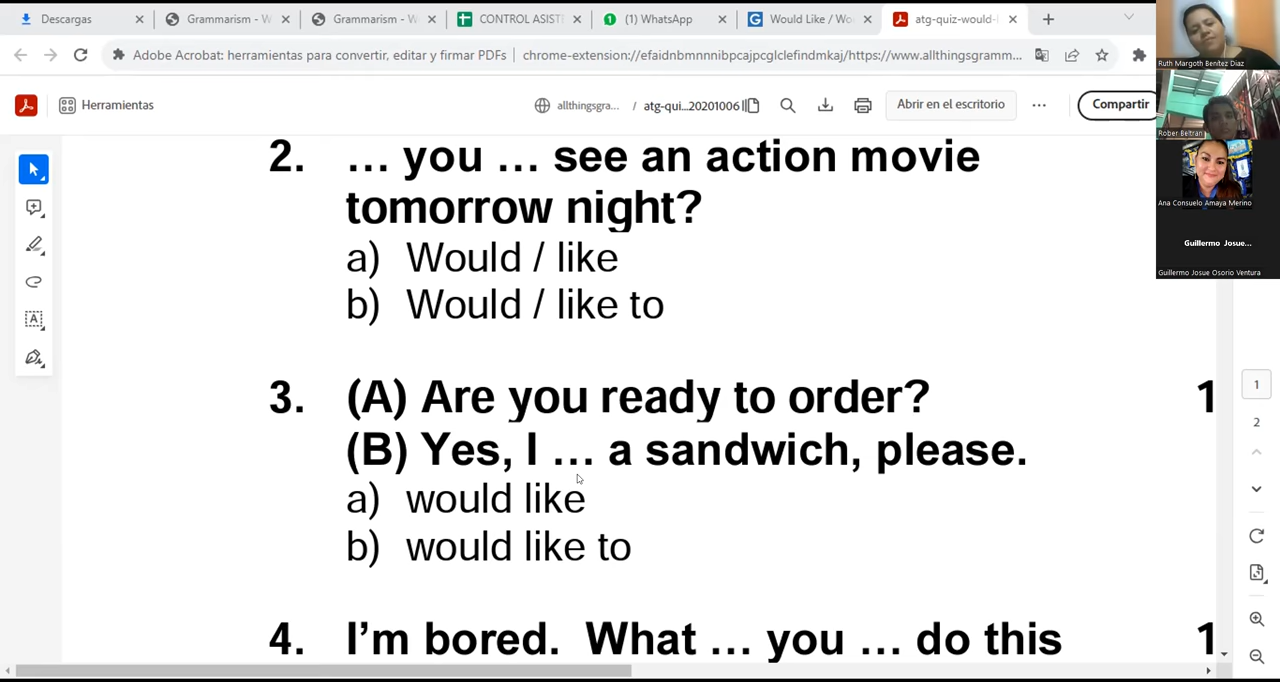 Descargas
Grammarism - W
Grammarism - W
CONTROL ASIST
(1) WhatsApp
Would Like / Wo
atg-quiz-would-
Adobe Acrobat: herramientas para convertir, editar y firmar PDFs
chrome-extension://efaidnbmnnnibpcajpcglclefindmkaj/https://www.allthingsgramm...
Herramientas
allthingsgra...
/ atg-qui...20201006
Abrir en el escritorio
Compartir
2. ... you ... see an action movie
tomorrow night?
a) Would / like
b) Would / like to
3. (A) Are you ready to order?
(B) Yes, I ... a sandwich, please.
a) would like
b) would like to
4. I'm bored. What ... you ... do this
1
1
1
2
Ruth Margoth Benítez Díaz
Rober Beltran
Ana Consuelo Amaya Merino
Guillermo Josue...
Guillermo Josue Osorio Ventura